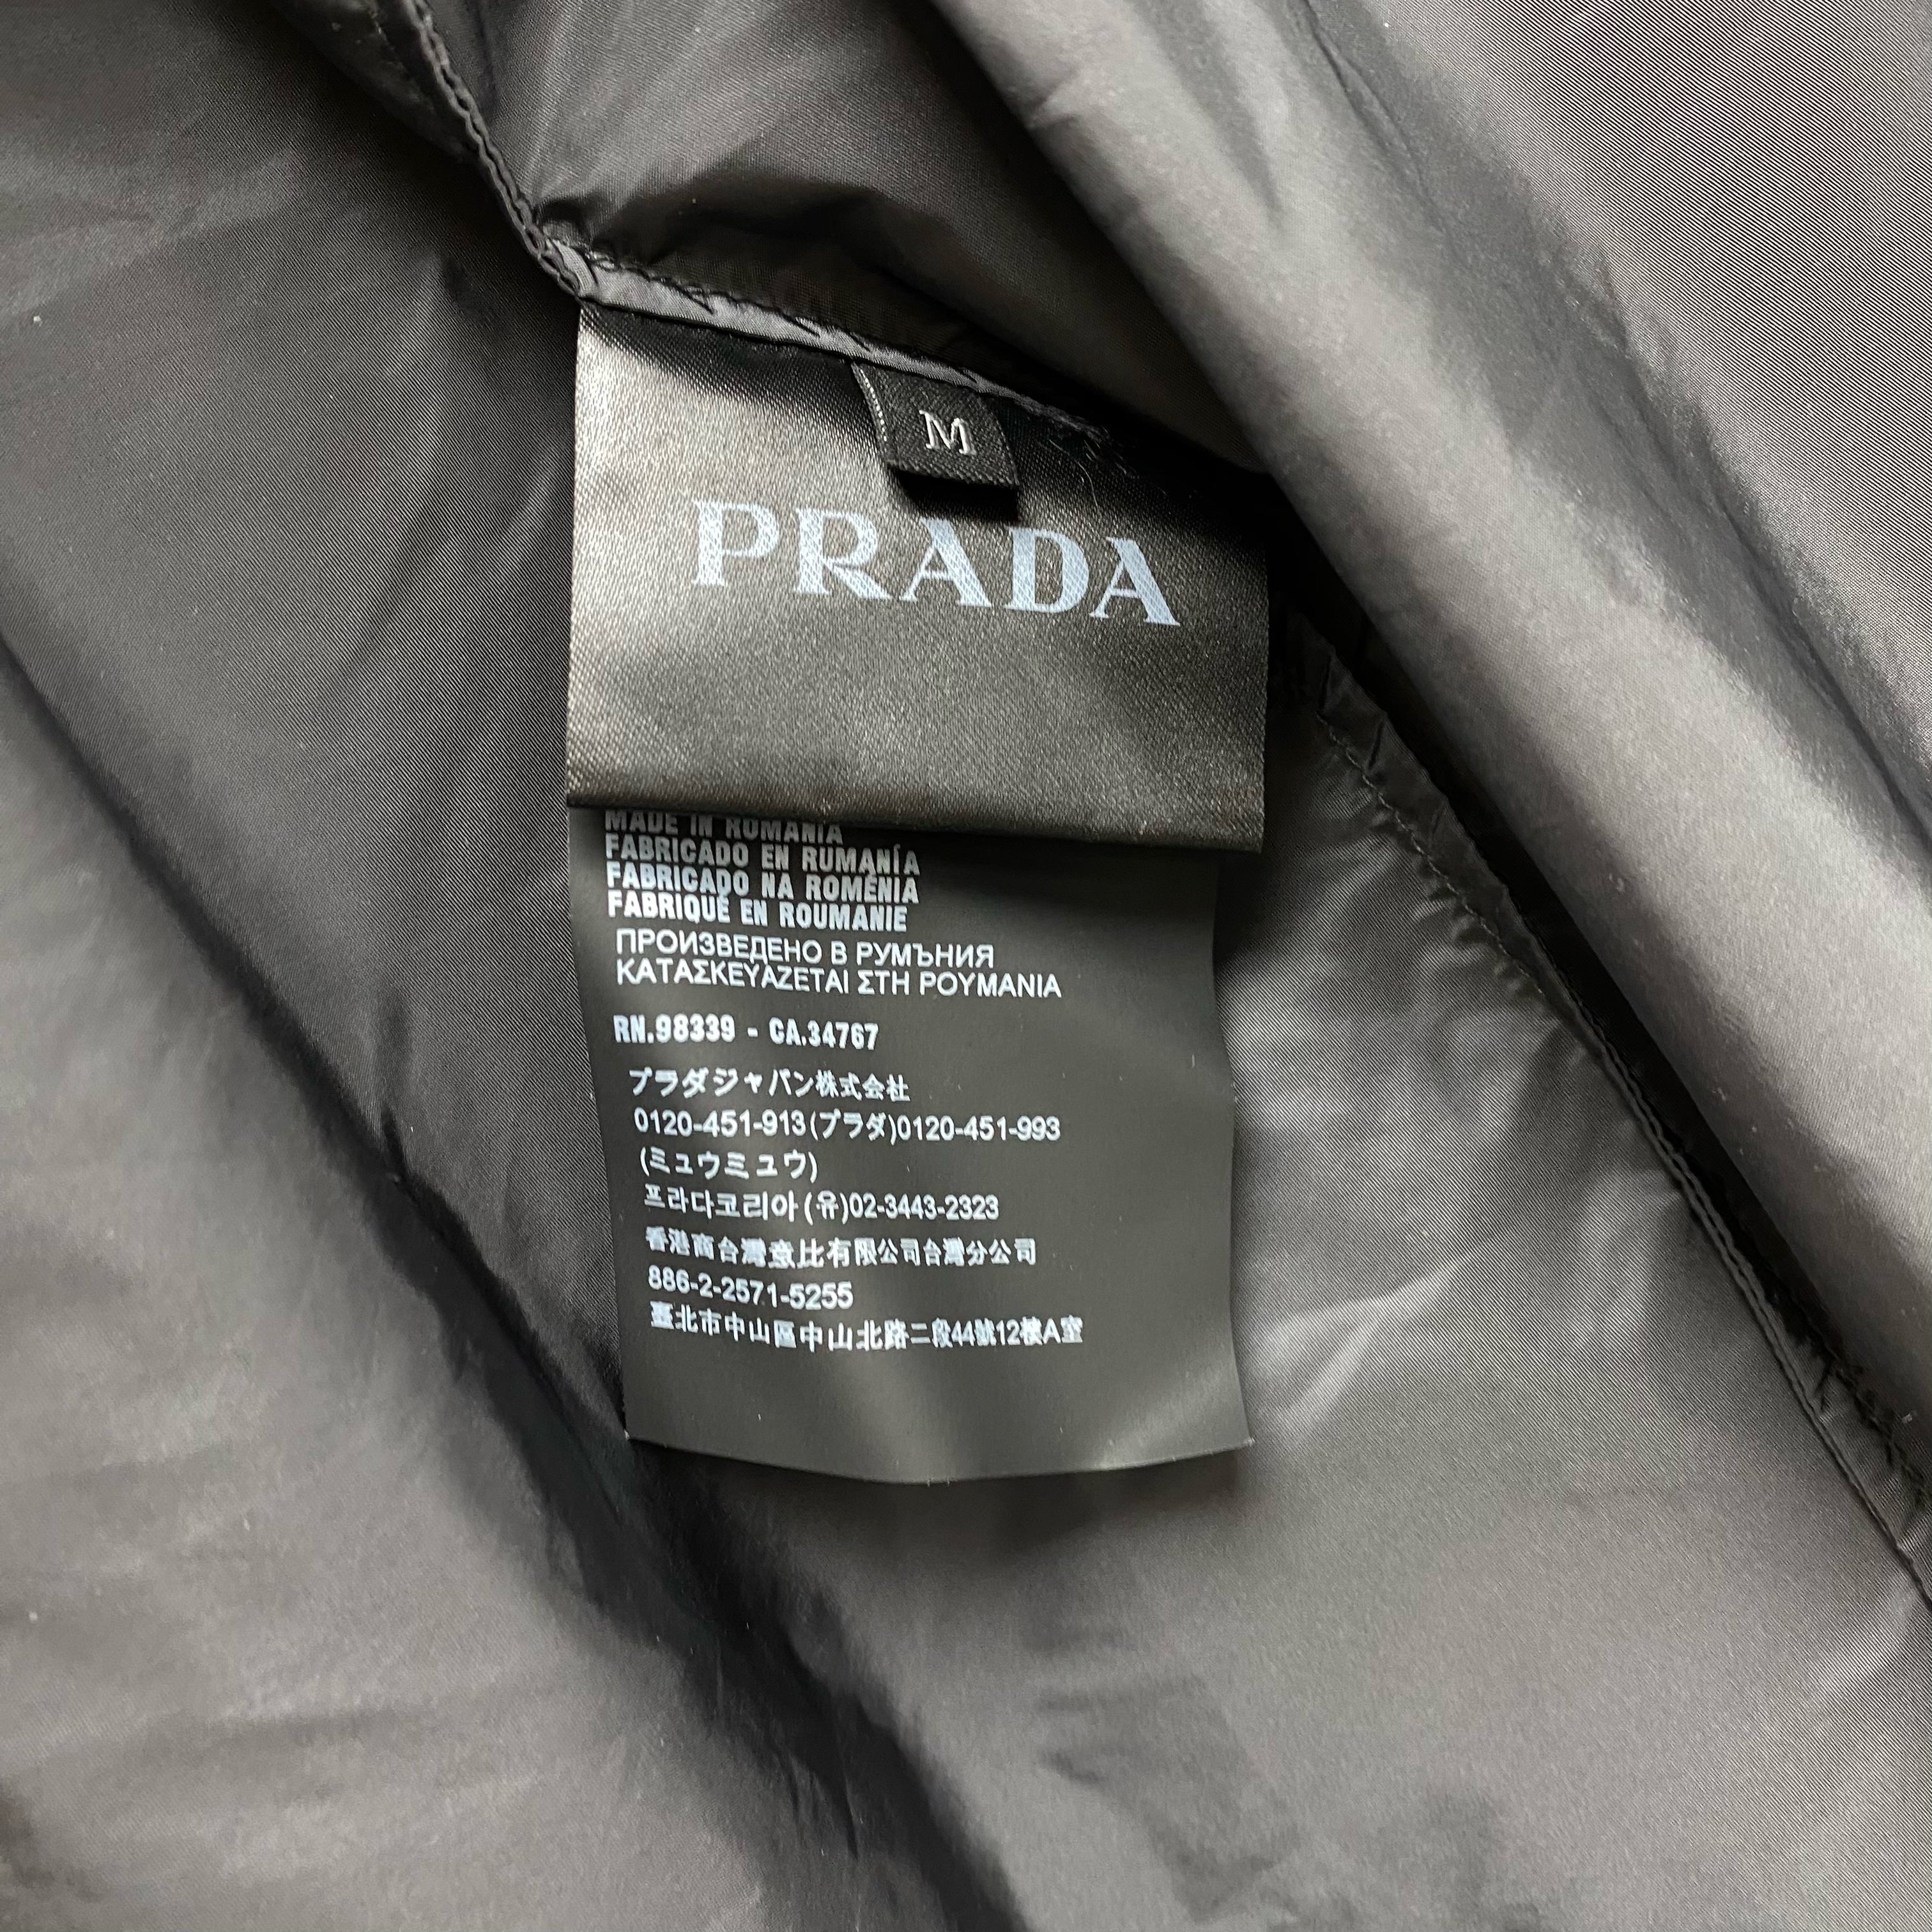 M
PRADA
MADE IN ROMANIA
FABRICADO EN RUMANÍA
FABRICADO NA ROMÉNIA
FABRIQUÉ EN ROUMANIE
ПРОИЗВЕДЕНО В РУМЪНИЯ
ΚΑΤΑΣΚΕΥΑΖΕΤΑΙ ΣΤΗ ΡΟΥΜΑΝΙΑ
RN.98339 - CA.34767
プラダジャパン株式会社
0120-451-913(プラダ)0120-451-993
(ミュウミュウ)
프라다코리아(유)02-3443-2323
香港商台灣意比有限公司台灣分公司
886-2-2571-5255
臺北市中山區中山北路二段44號12樓A室